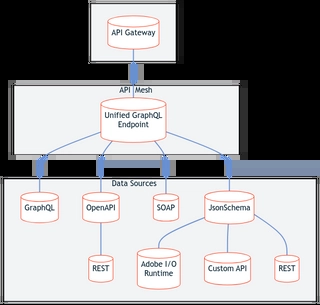 API Gateway
API Mesh
Unified GraphQL
Endpoint
Data Sources
GraphQL
OpenAPI
SOAP
JsonSchema
REST
Adobe I/O
Runtime
Custom API
REST